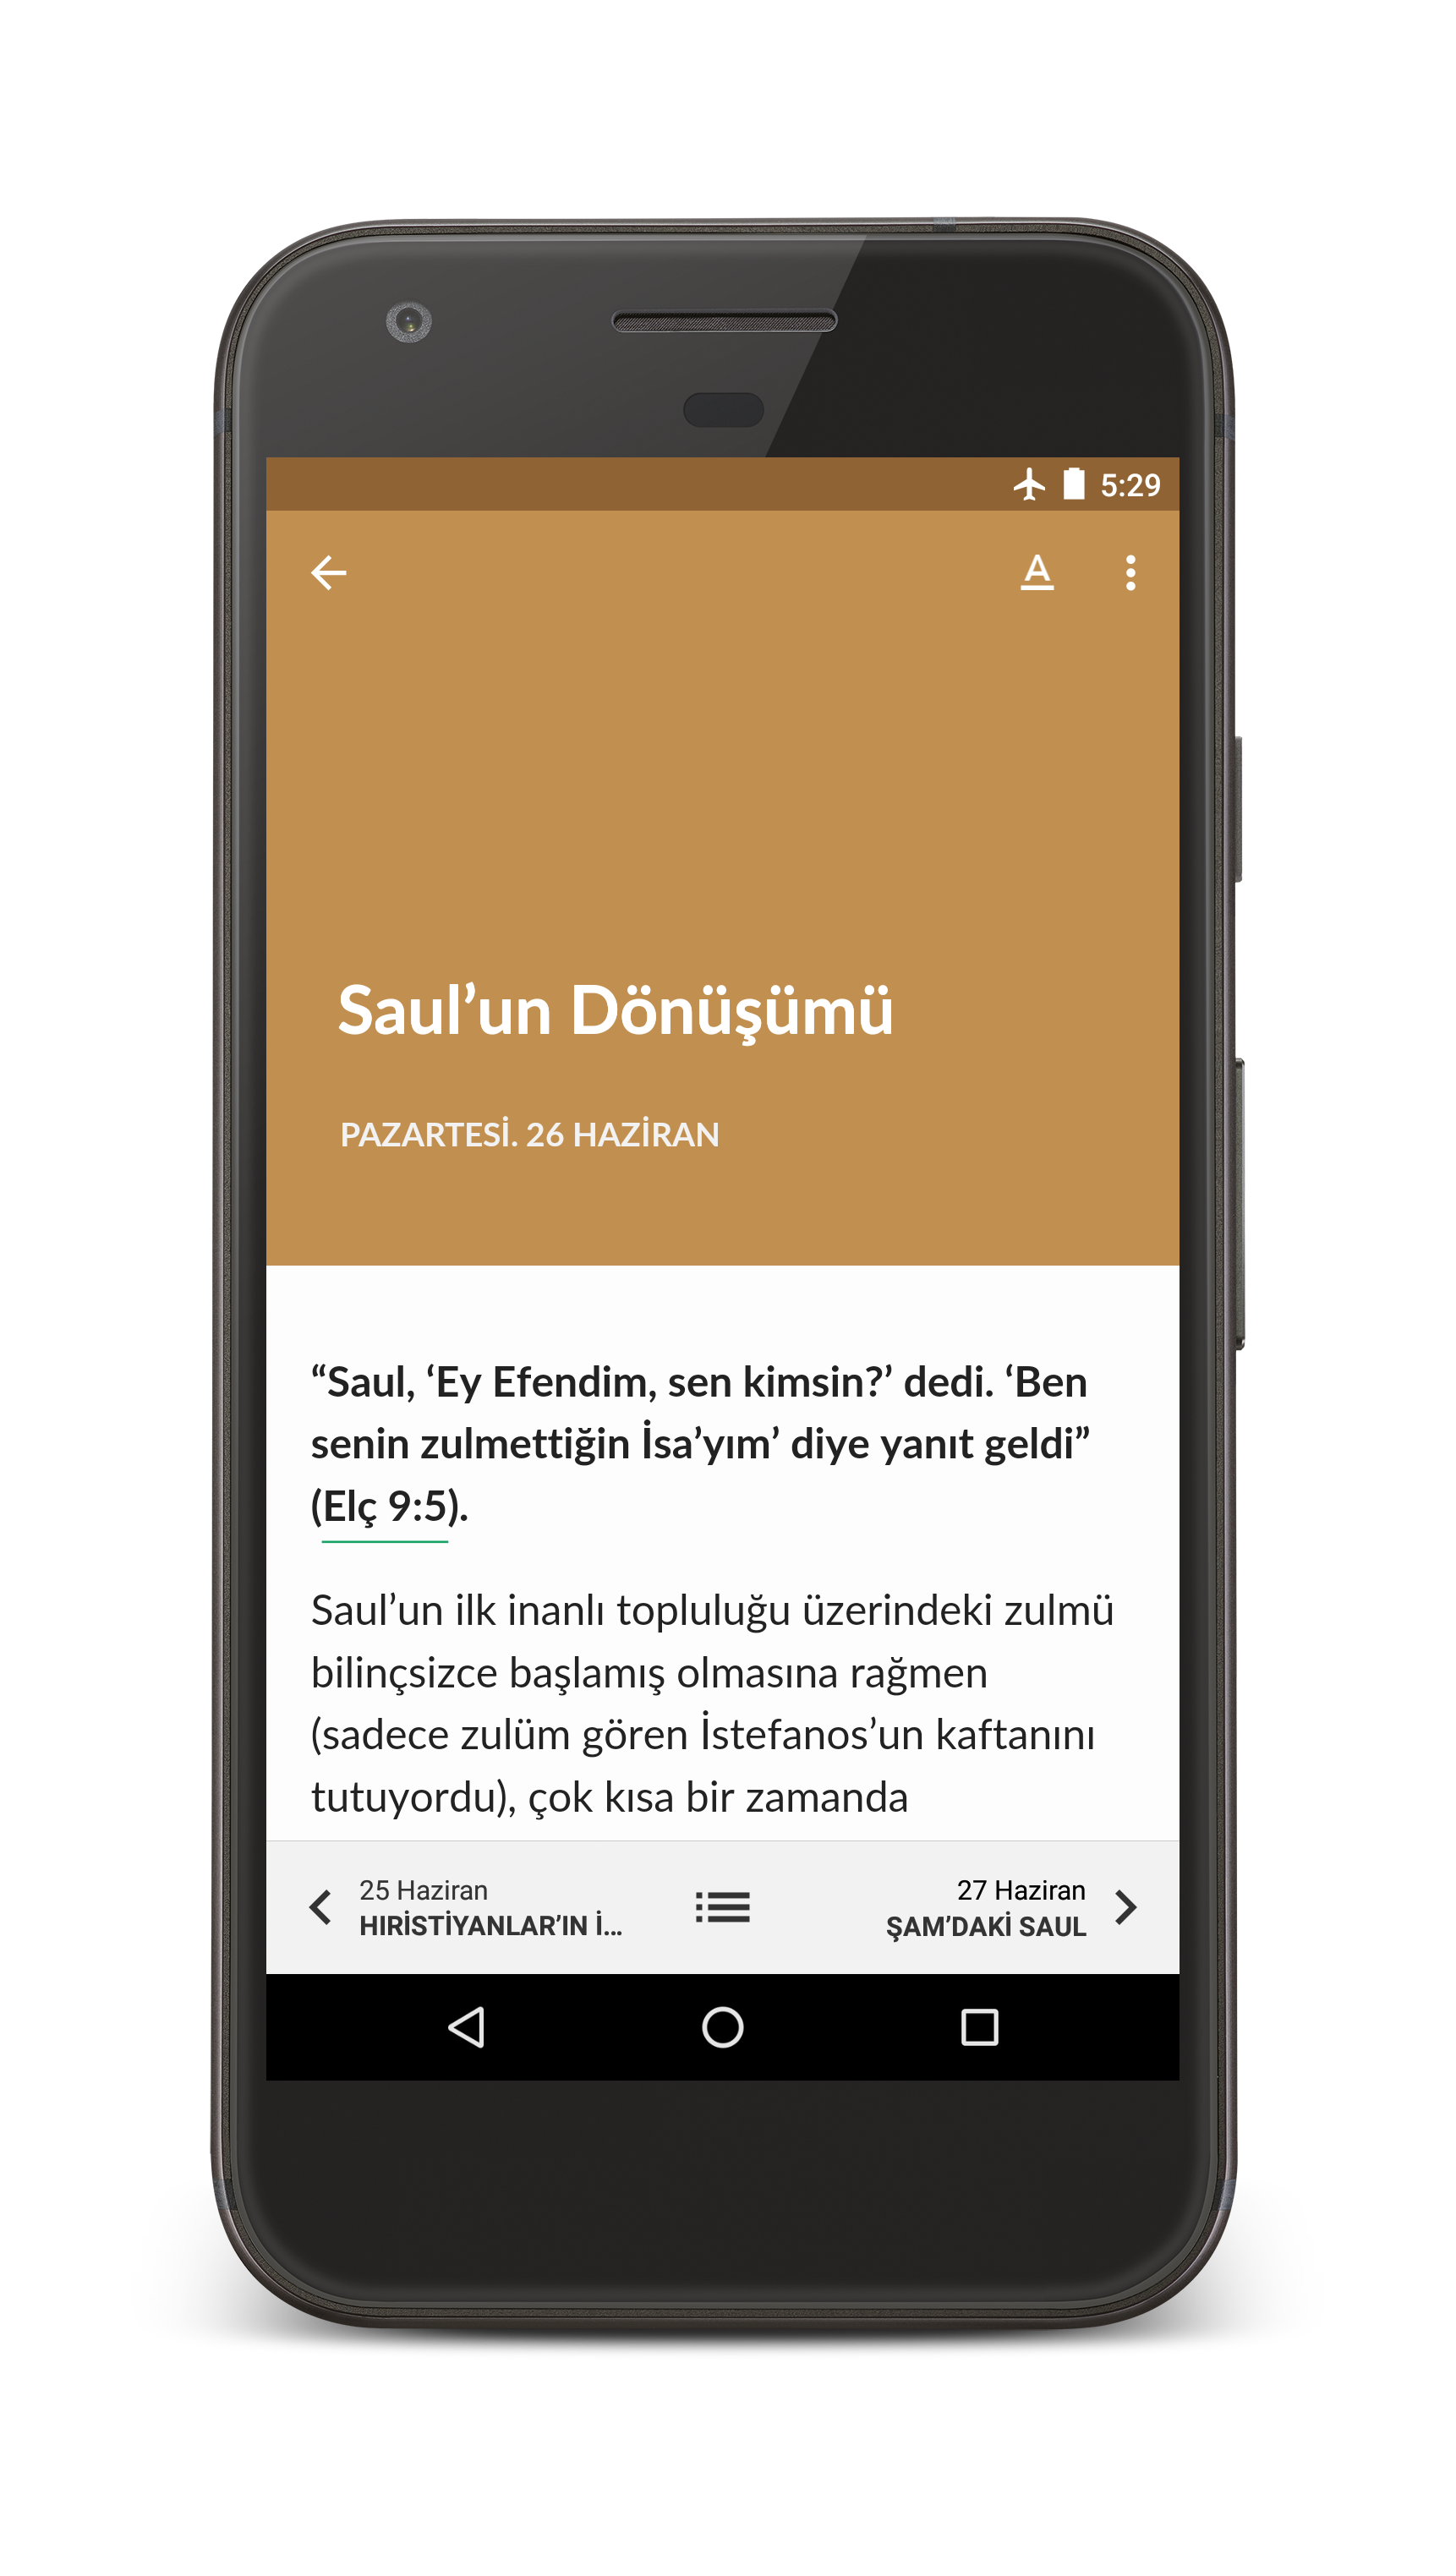 5:29
A
Saul’un Dönüşümü
PAZARTESİ. 26 HAZİRAN
“Saul, ‘Ey Efendim, sen kimsin?’ dedi. ‘Ben
senin zulmettiğin İsa’yım’ diye yanıt geldi”
(Elç 9:5).
Saul’un ilk inanlı topluluğu üzerindeki zulmü
bilinçsizce başlamış olmasına rağmen
(sadece zulüm gören İstefanos’un kaftanını
tutuyordu), çok kısa bir zamanda
25 Haziran
HIRİSTİYANLAR’IN İ...
27 Haziran
ŞAM’DAKİ SAUL